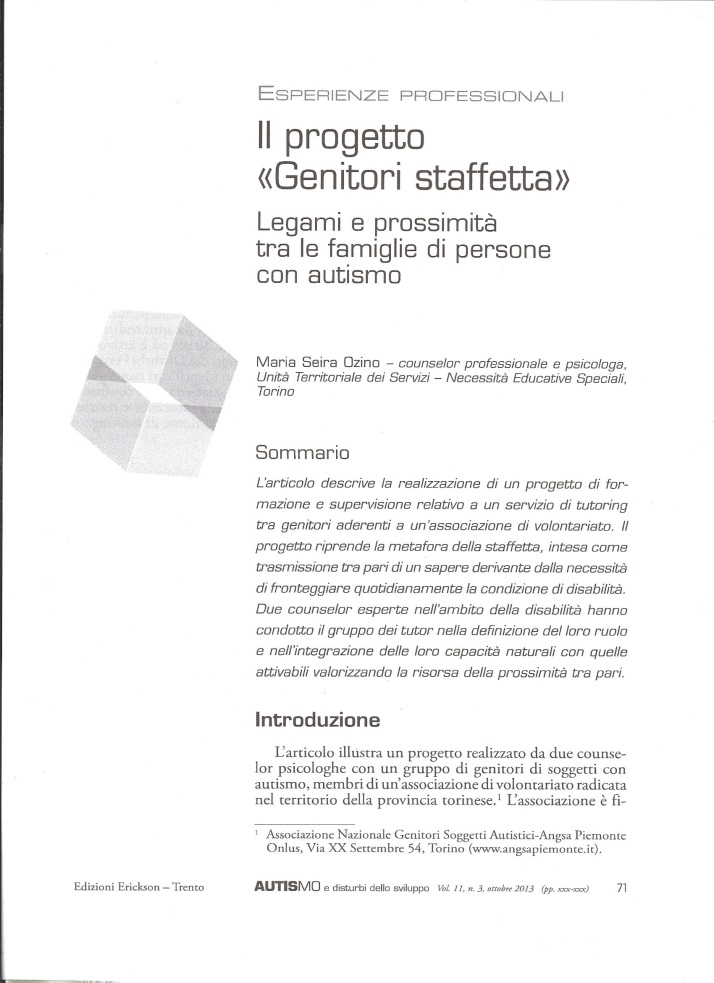 ESPERIENZE PROFESSIONALI
Il progetto
«Genitori staffetta»
Legami e prossimità
tra le famiglie di persone
con autismo
Maria Seira Ozino – counselor professionale e psicologa,
Unità Territoriale dei Servizi – Necessità Educative Speciali,
Torino
Sommario
L'articolo descrive la realizzazione di un progetto di for-
mazione e supervisione relativo a un servizio di tutoring
tra genitori aderenti a un'associazione di volontariato. Il
progetto riprende la metafora della staffetta, intesa come
trasmissione tra pari di un sapere derivante dalla necessità
di fronteggiare quotidianamente la condizione di disabilità.
Due counselor esperte nell'ambito della disabilità hanno
condotto il gruppo dei tutor nella definizione del loro ruolo
e nell'integrazione delle loro capacità naturali con quelle
attivabili valorizzando la risorsa della prossimità tra pari.
Introduzione
L'articolo illustra un progetto realizzato da due counse-
lor psicologhe con un gruppo di genitori di soggetti con
autismo, membri di un'associazione di volontariato radicata
nel territorio della provincia torinese.¹ L'associazione è fi-
¹ Associazione Nazionale Genitori Soggetti Autistici-Angsa Piemonte
Onlus, Via XX Settembre 54, Torino (www.angsapiemonte.it).
Edizioni Erickson – Trento AUTISMO e disturbi dello sviluppo Vol. 11, n. 3, ottobre 2013 (pp. xxx-xxx) 71